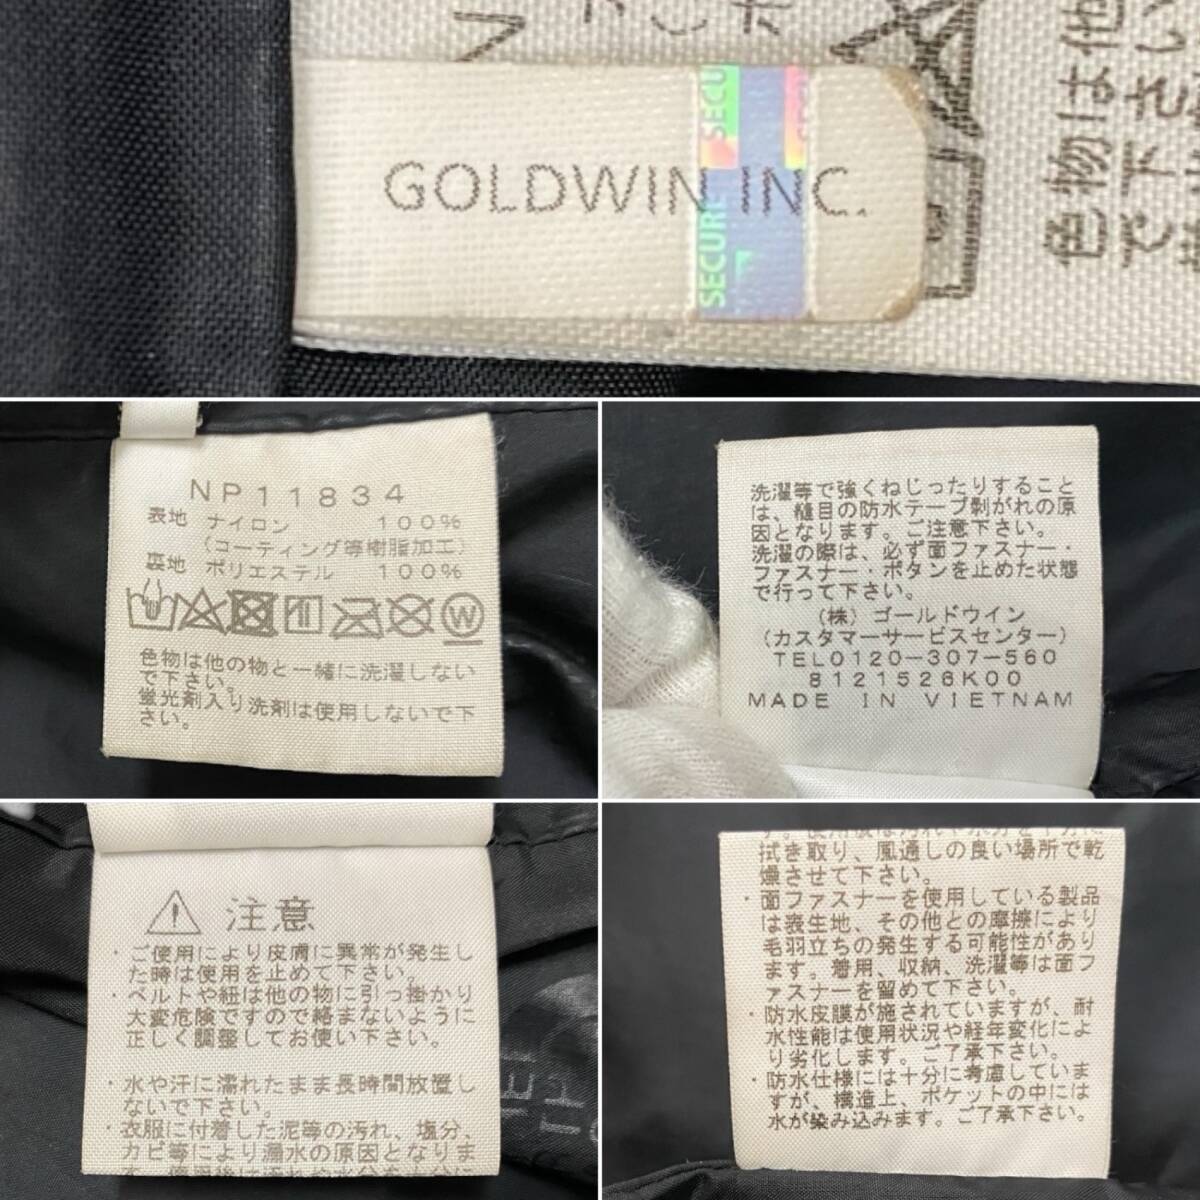 GOLDWIN INC.
SECU
SECURE
色物は他
で下さい
NP11834
表地 ナイロン 100%
(コーティング等樹脂加工)
裏地 ポリエステル 100%
W
色物は他の物と一緒に洗濯しない
で下さい。
蛍光剤入り洗剤は使用しないで下
さい。
洗濯等で強くねじったりすること
は、縫目の防水テープ剝がれの原
因となります。ご注意下さい。
洗濯の際は、必ず面ファスナー・
ファスナー・ボタンを止めた状態
で行って下さい。
(株)ゴールドウイン
(カスタマーサービスセンター)
TEL0120-307-560
8121526K00
MADE IN VIETNAM
注意
・ご使用により皮膚に異常が発生し
た時は使用を止めて下さい。
・ベルトや紐は他の物に引っ掛かり
大変危険ですので絡まないように
正しく調整してお使い下さい。
・水や汗に濡れたまま長時間放置し
ないで下さい。
・衣服に付着した泥等の汚れ、塩分、
カビ等により漏水の原因となりま
す。使用後は汚れや水分を十分に
拭き取り、風通しの良い場所で乾
燥させて下さい。
・面ファスナーを使用している製品
は表生地、その他との摩擦により
毛羽立ちの発生する可能性があり
ます。着用、収納、洗濯等は面フ
ァスナーを留めて下さい。
・防水皮膜が施されていますが、耐
水性能は使用状況や経年変化によ
り劣化します。ご了承下さい。
・防水仕様には十分に考慮していま
すが、構造上、ポケットの中には
水が染み込みます。ご了承下さい。